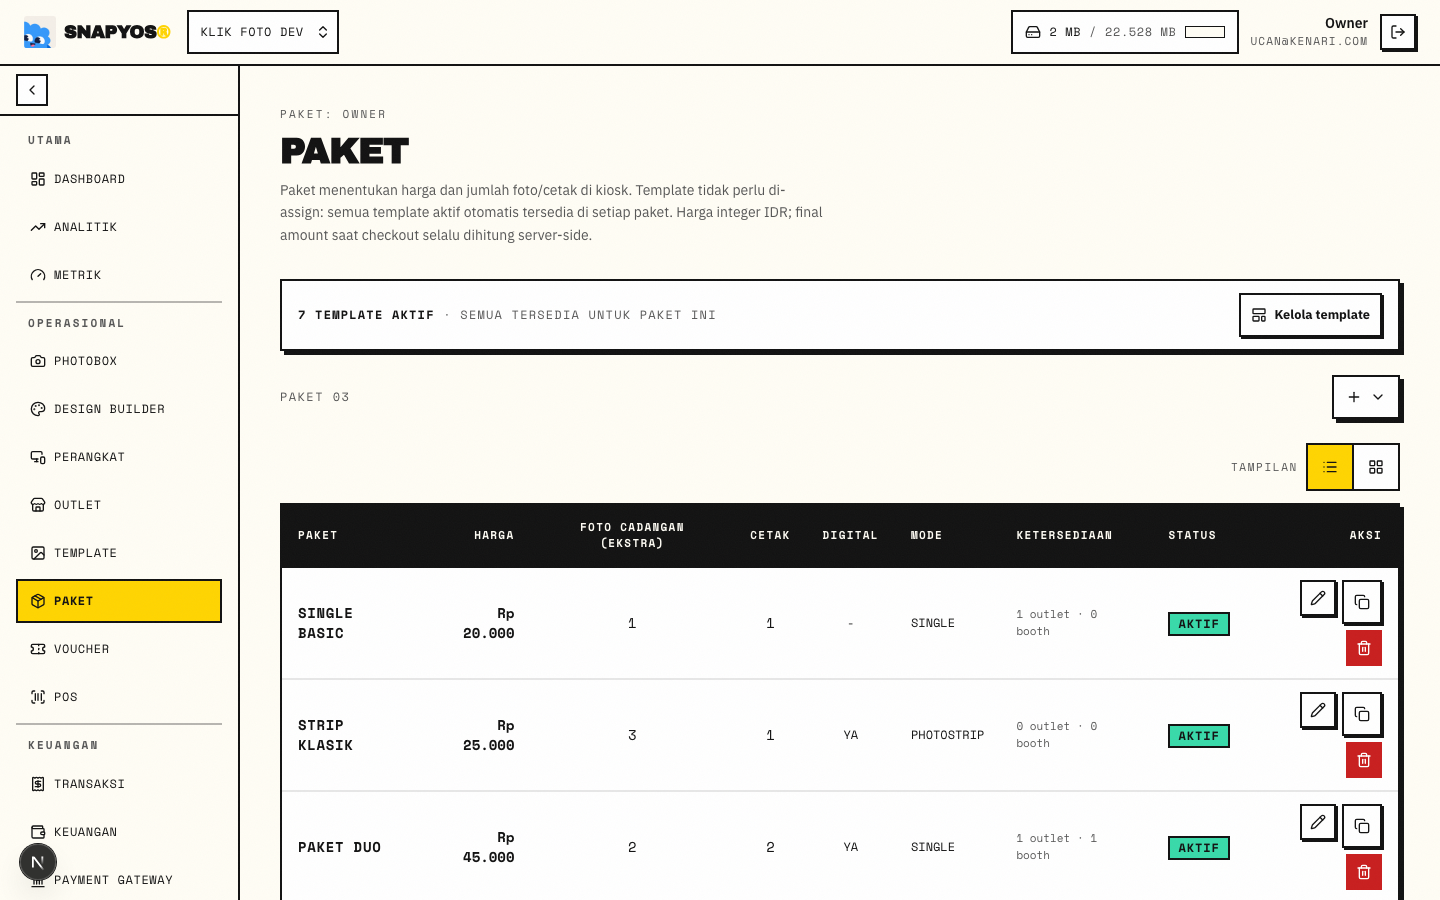 SNAPYOS®
KLIK FOTO DEV
2 MB / 22.528 MB
Owner
UCAN@KENARI.COM
UTAMA
DASHBOARD
ANALITIK
METRIK
OPERASIONAL
PHOTOBOX
DESIGN BUILDER
PERANGKAT
OUTLET
TEMPLATE
PAKET
VOUCHER
POS
KEUANGAN
TRANSAKSI
KEUANGAN
PAYMENT GATEWAY
N
PAKET: OWNER
PAKET
Paket menentukan harga dan jumlah foto/cetak di kiosk. Template tidak perlu di-
assign: semua template aktif otomatis tersedia di setiap paket. Harga integer IDR; final
amount saat checkout selalu dihitung server-side.
7 TEMPLATE AKTIF · SEMUA TERSEDIA UNTUK PAKET INI
Kelola template
PAKET 03
TAMPILAN
PAKET HARGA FOTO CADANGAN (EKSTRA) CETAK DIGITAL MODE KETERSEDIAAN STATUS AKSI
SINGLE BASIC Rp 20.000 1 1 - SINGLE 1 outlet · 0 booth AKTIF
STRIP KLASIK Rp 25.000 3 1 YA PHOTOSTRIP 0 outlet · 0 booth AKTIF
PAKET DUO Rp 45.000 2 2 YA SINGLE 1 outlet · 1 booth AKTIF